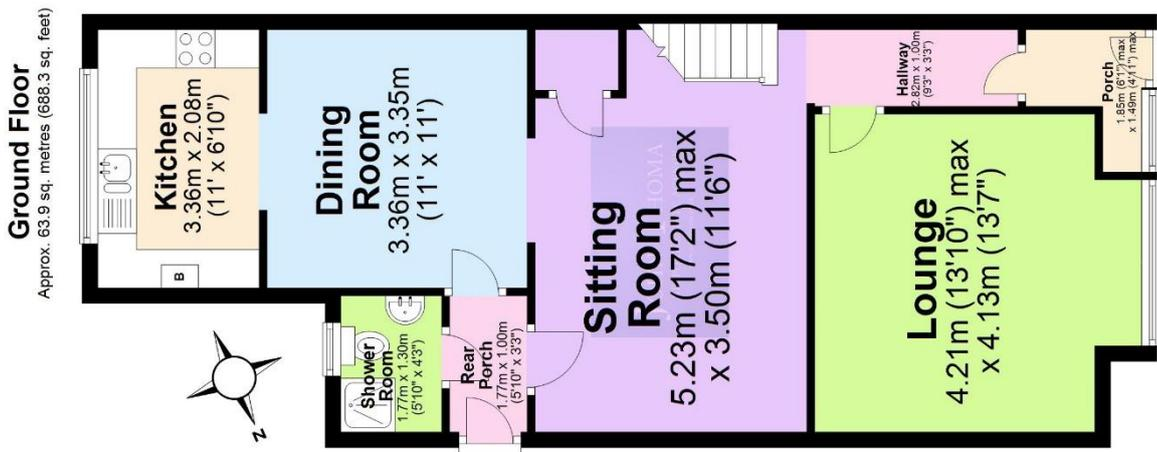 Ground Floor
Approx. 63.9 sq. metres (688.3 sq. feet)
Kitchen
3.36m x 2.08m
(11' x 6'10")
B
Dining
Room
3.36m x 3.35m
(11' x 11')
Shower
Room
1.77m x 1.30m
(5'10" x 4'3")
Rear
Porch
1.77m x 1.00m
(5'10" x 3'3")
Sitting
Room
5.23m (17'2") max
x 3.50m (11'6")
Hallway
2.82m x 1.00m
(9'3" x 3'3")
Porch
1.85m (6'1") max
x 1.49m (4'11") max
Lounge
4.21m (13'10") max
x 4.13m (13'7")
N